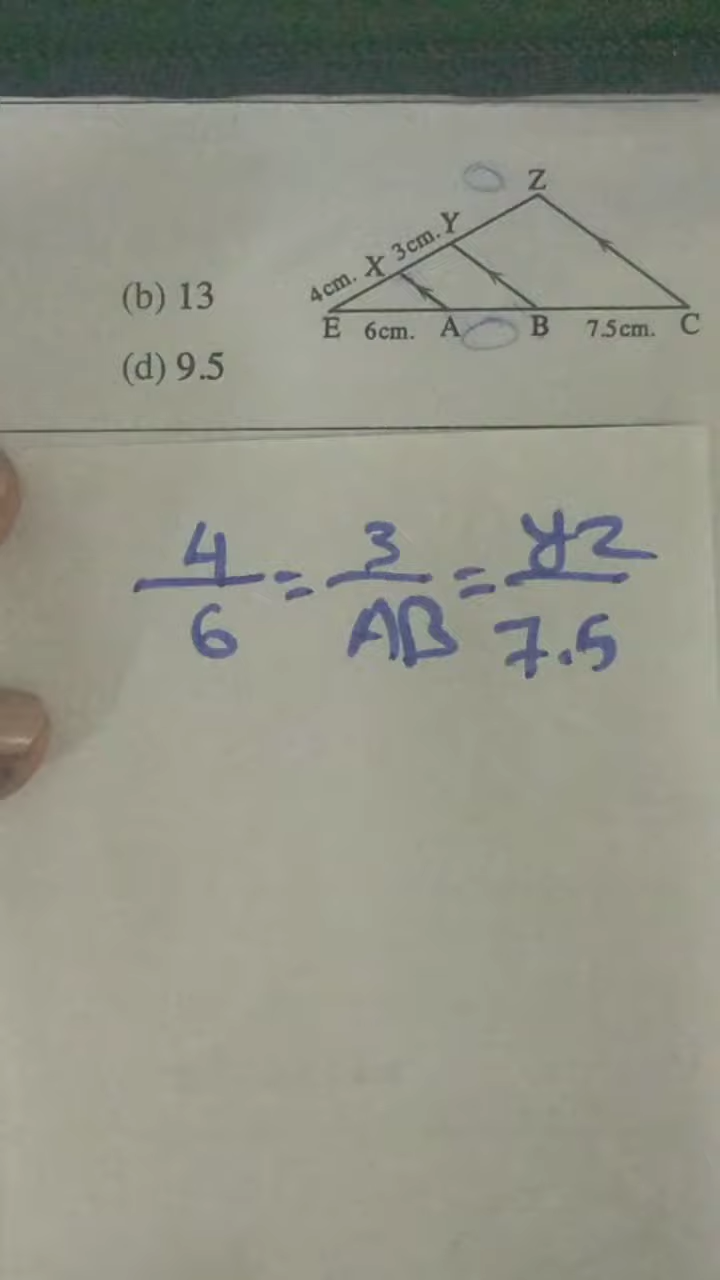 Z
4cm. X 3cm. Y
(b) 13
E 6cm. A B 7.5cm. C
(d) 9.5
4/6 = 3/AB = YZ/7.5